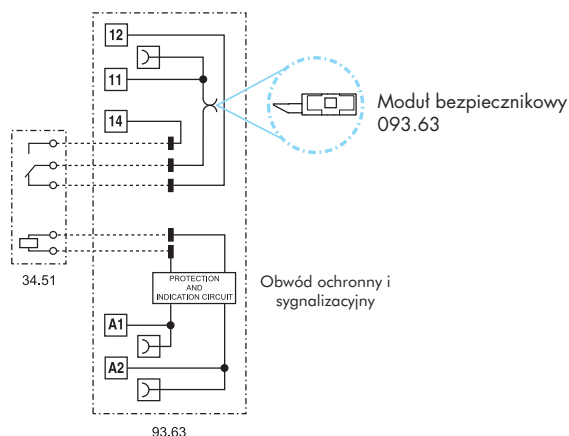 12
11
14
Moduł bezpiecznikowy
093.63
34.51
PROTECTION
AND
INDICATION CIRCUIT
Obwód ochronny i
sygnalizacyjny
A1
A2
93.63